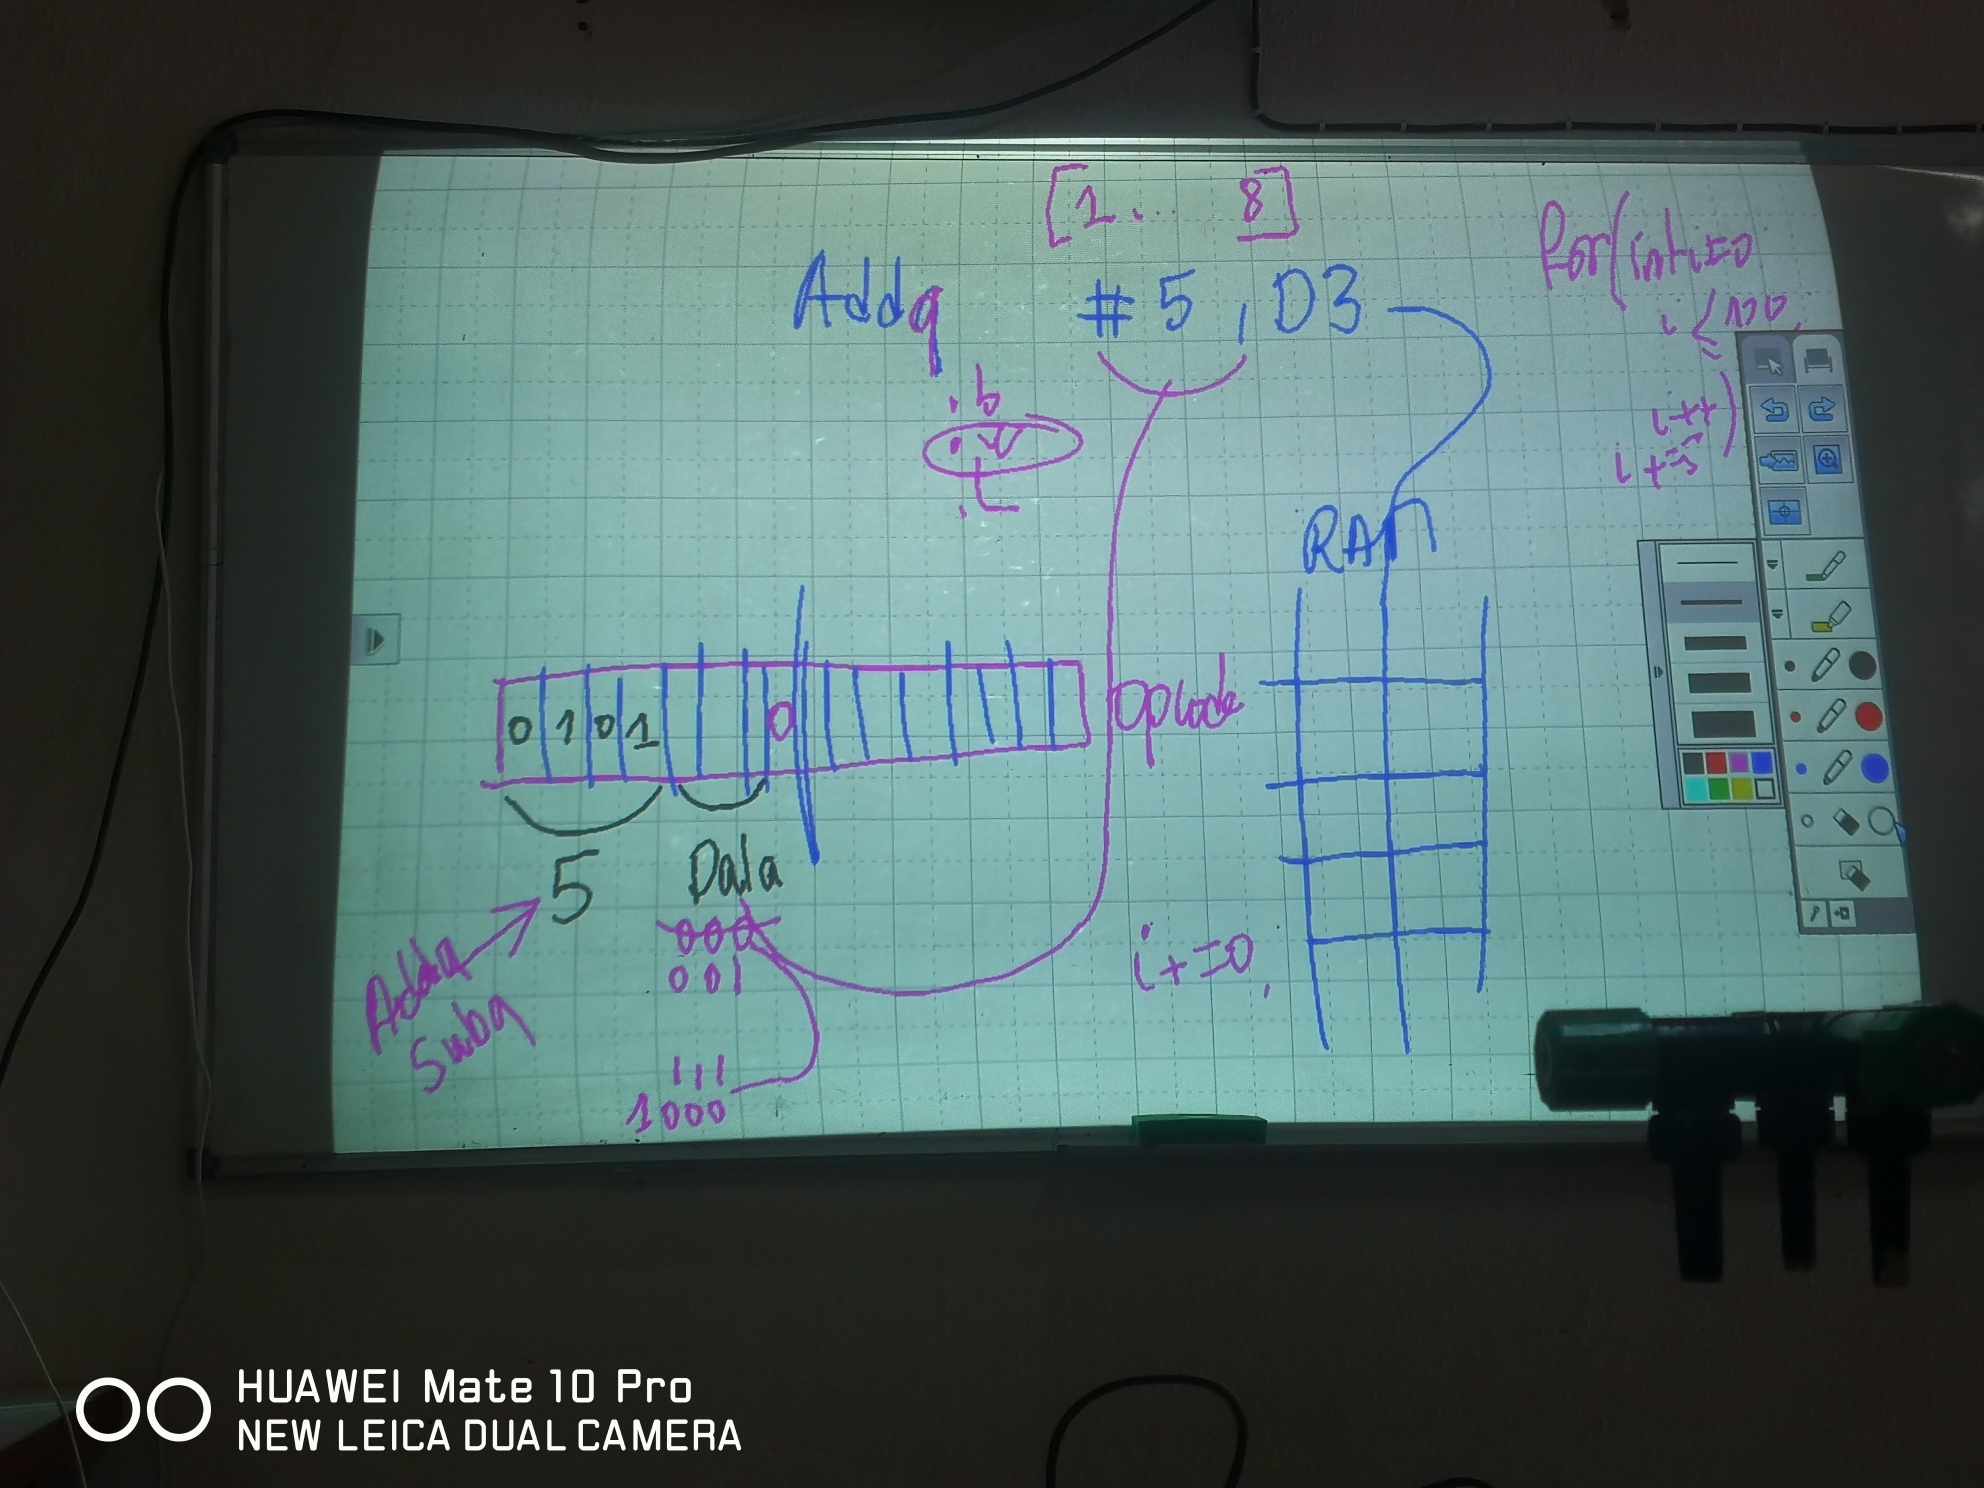 [1... 8]
Addq #5, D3
.b
.w
.L
for(int i=0
i<100,
i++)
i+=5
RAM
0 1 0 1 0
Opcode
5 Data
000
001
111
1000
Addq
Subq
i+=0,
HUAWEI Mate 10 Pro
NEW LEICA DUAL CAMERA